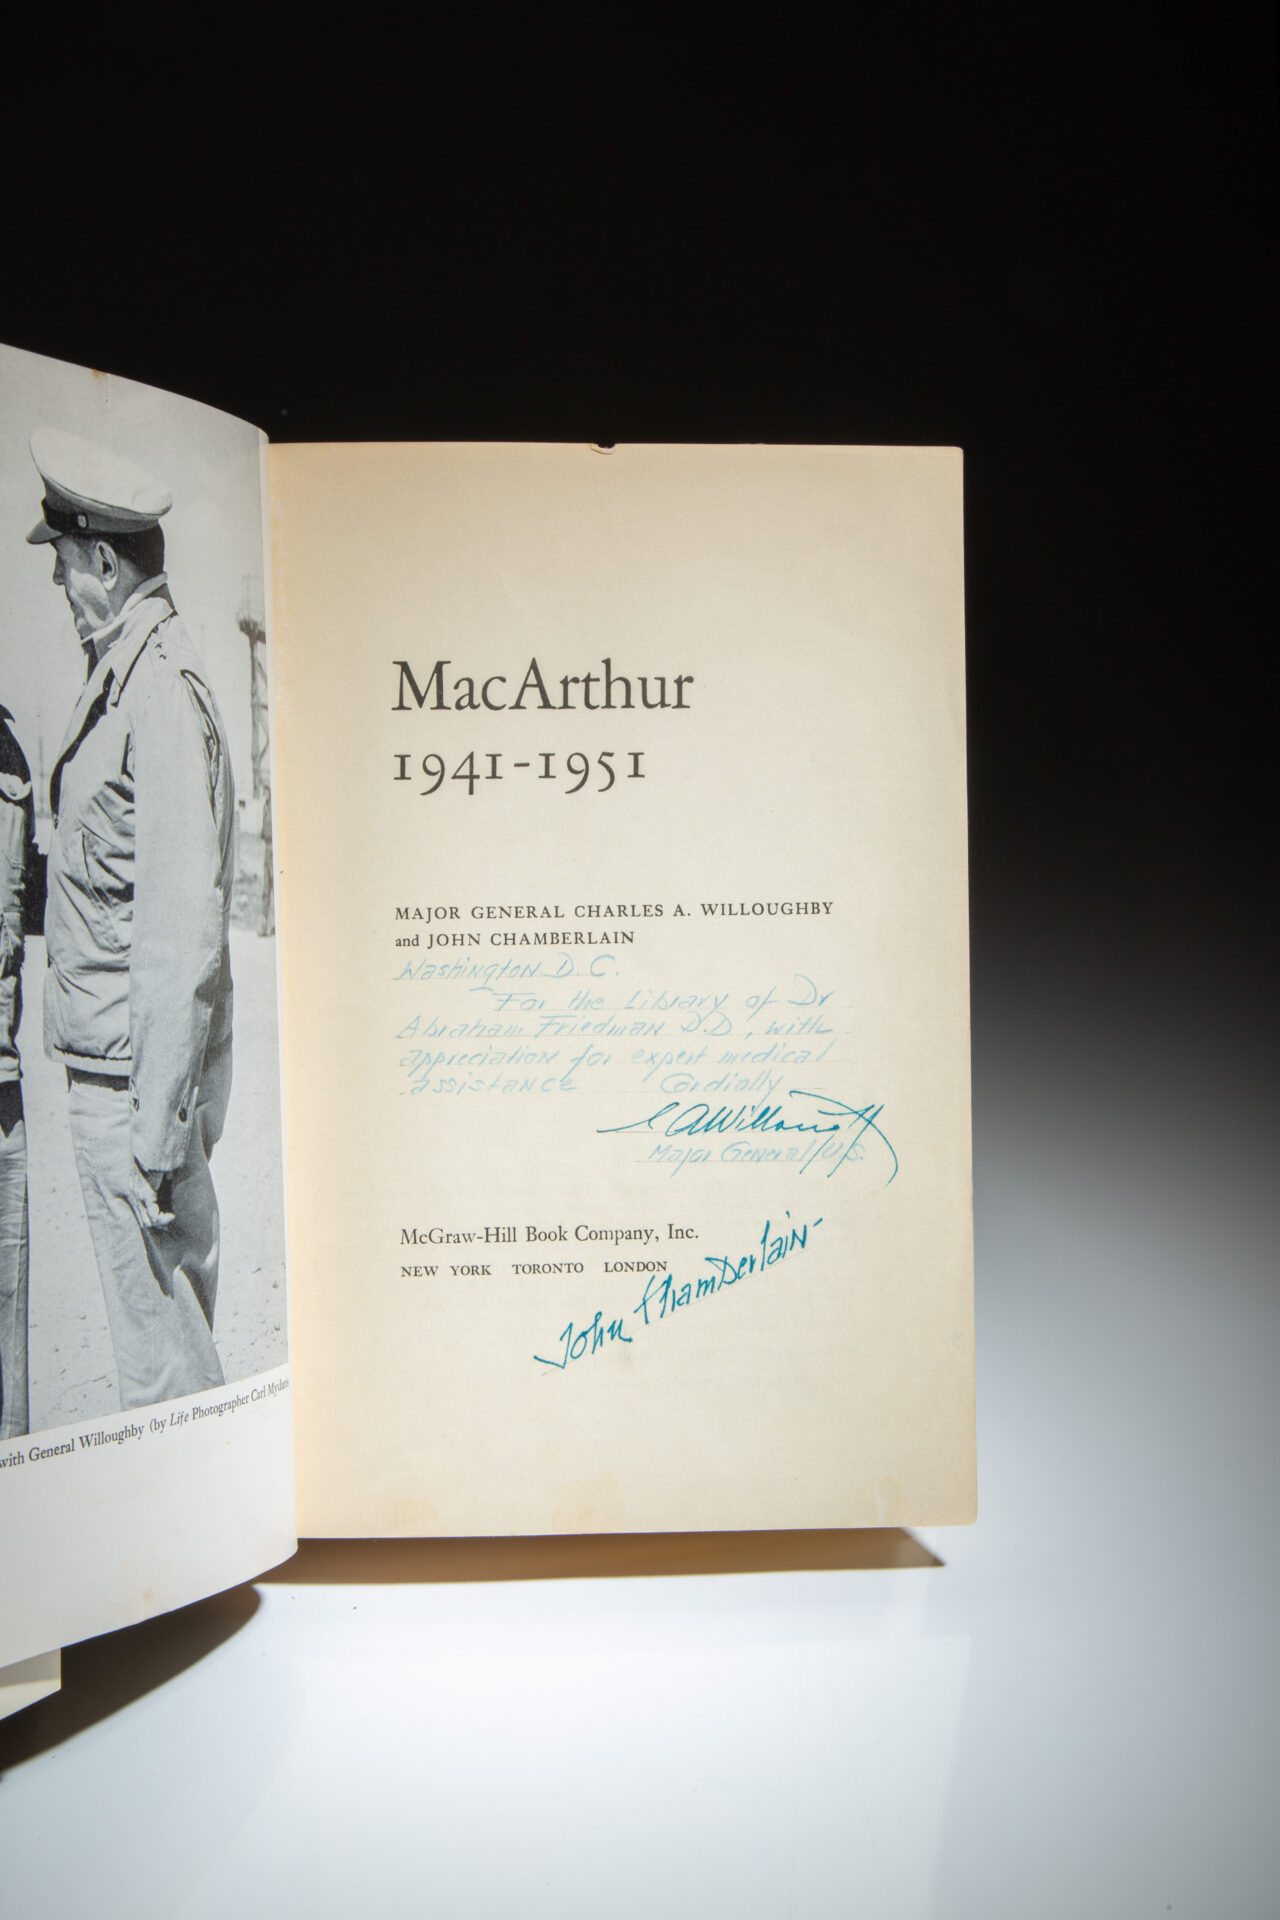 with General Willoughby (by Life Photographer Carl Mydans
MacArthur
1941-1951
MAJOR GENERAL CHARLES A. WILLOUGHBY
and JOHN CHAMBERLAIN
Washington D.C.
For the Library of Dr
Abraham Friedman D.D, with
appreciation for expert medical
assistance Cordially
C A Willoughby
Major General/U.S.
McGraw-Hill Book Company, Inc.
NEW YORK TORONTO LONDON
John Chamberlain